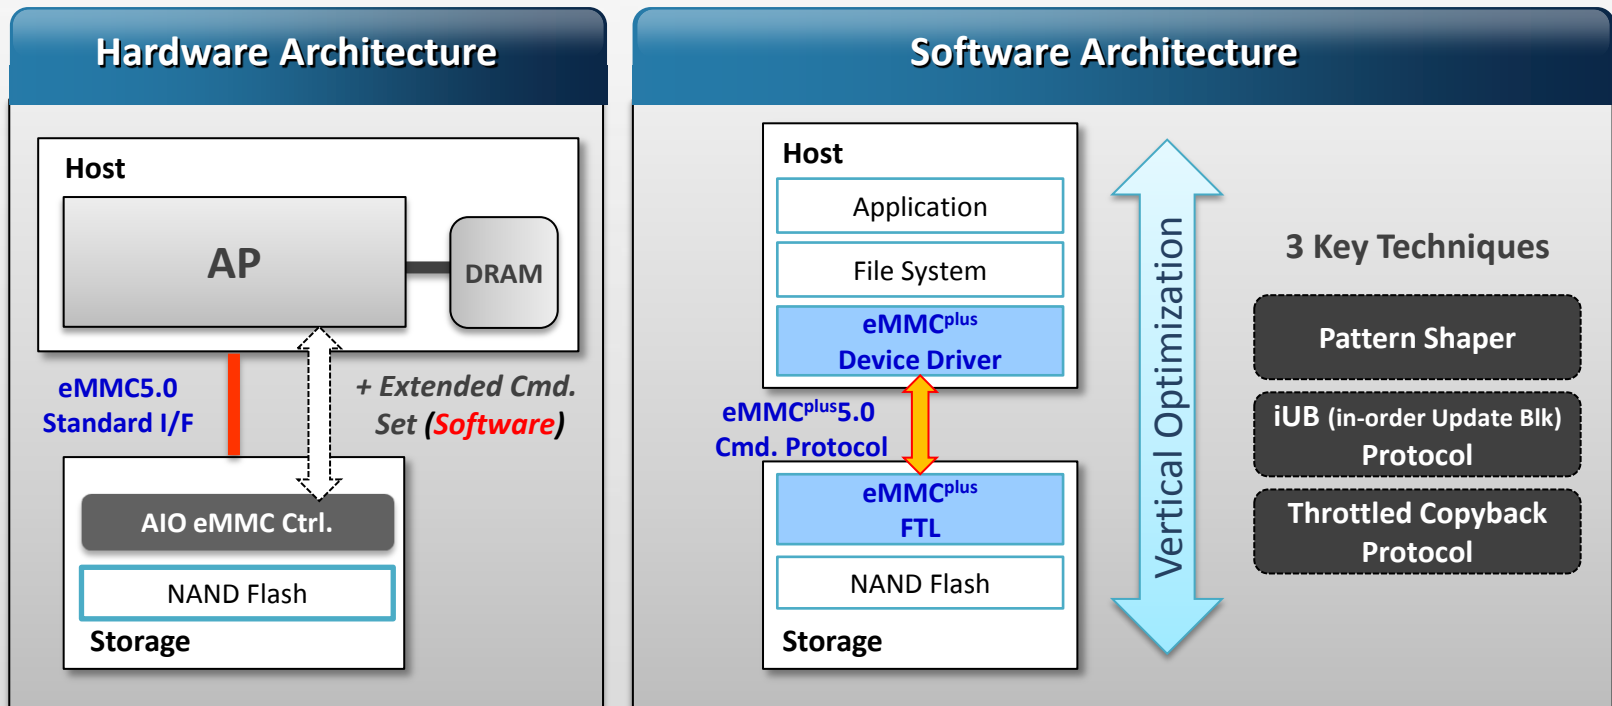 Hardware Architecture
Host
AP
DRAM
eMMC5.0
Standard I/F
+ Extended Cmd.
Set (Software)
AIO eMMC Ctrl.
NAND Flash
Storage
Software Architecture
Host
Application
File System
eMMCplus
Device Driver
eMMCplus5.0
Cmd. Protocol
eMMCplus
FTL
NAND Flash
Storage
Vertical Optimization
3 Key Techniques
Pattern Shaper
iUB (in-order Update Blk)
Protocol
Throttled Copyback
Protocol